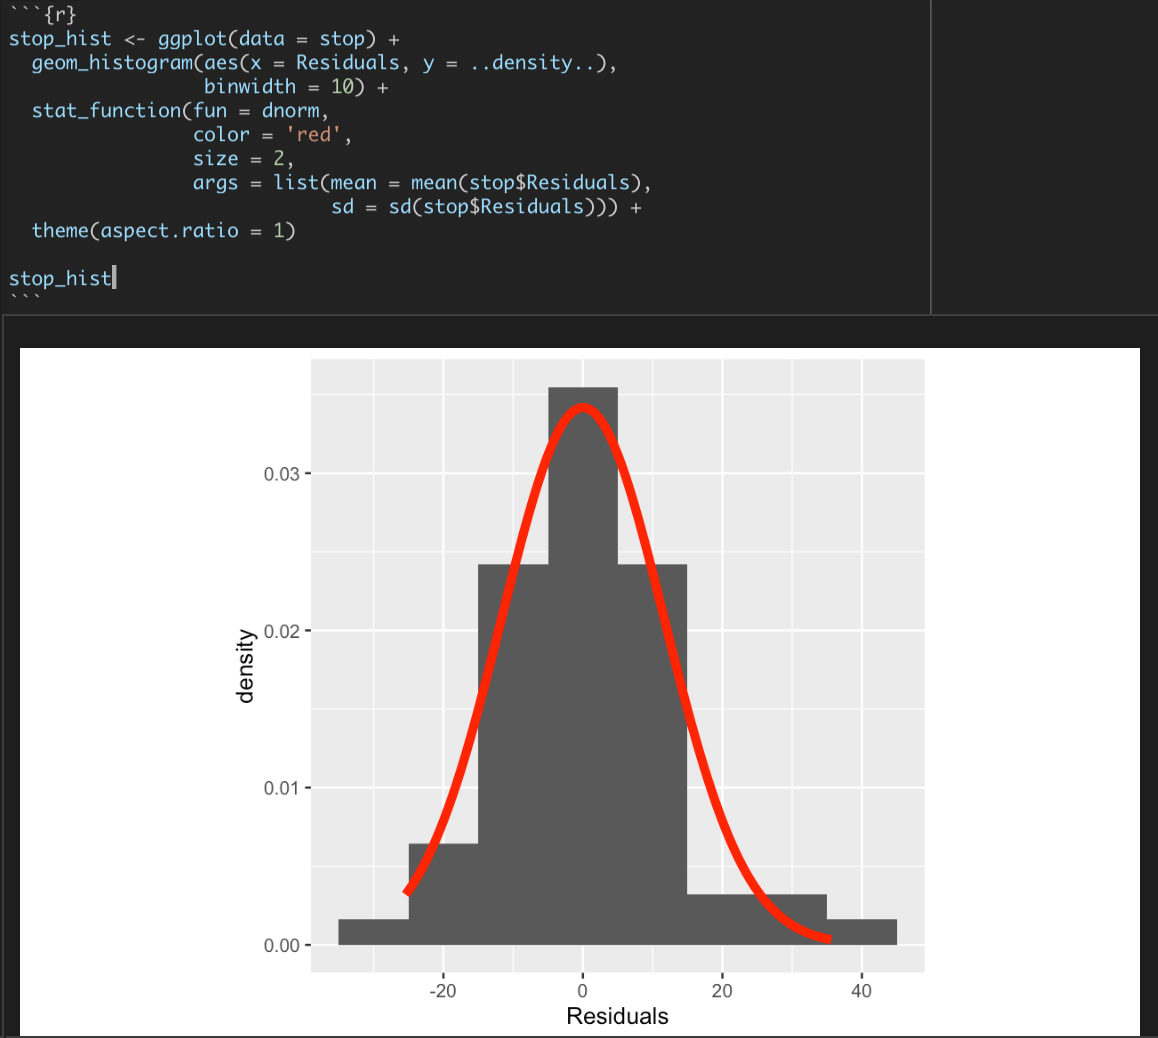 ```{r}
stop_hist <- ggplot(data = stop) +
  geom_histogram(aes(x = Residuals, y = ..density..),
                 binwidth = 10) +
  stat_function(fun = dnorm,
                color = 'red',
                size = 2,
                args = list(mean = mean(stop$Residuals),
                            sd = sd(stop$Residuals))) +
  theme(aspect.ratio = 1)

stop_hist
```
0.03
0.02
density
0.01
0.00
-20 0 20 40
Residuals